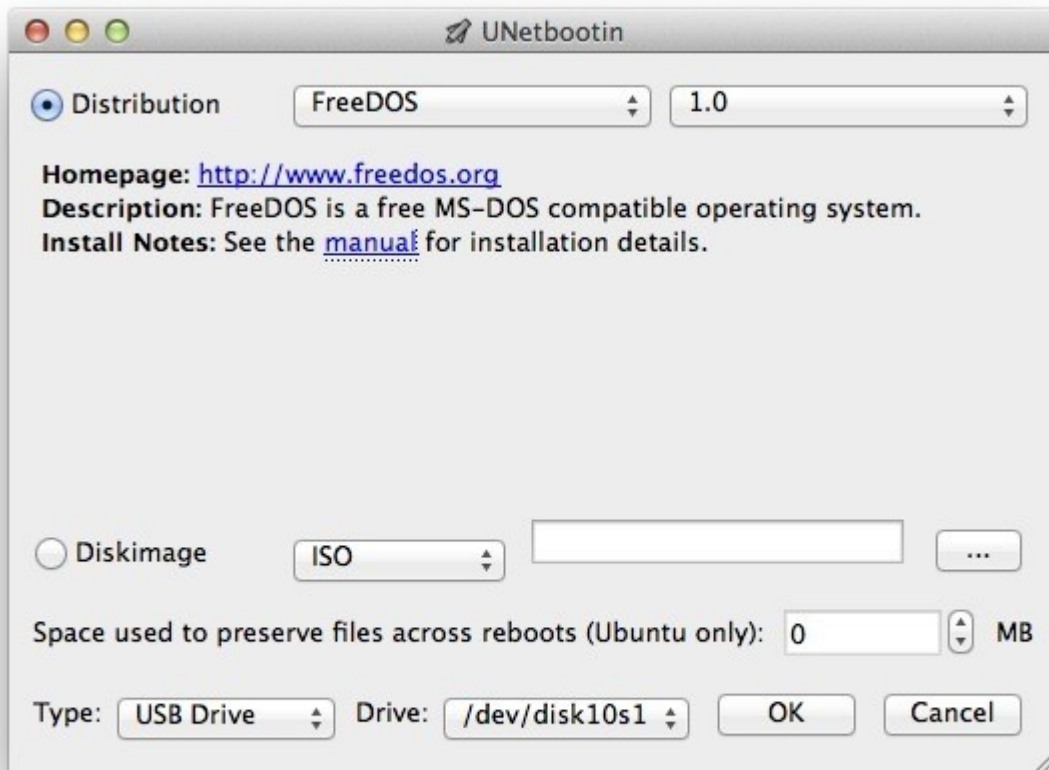 UNetbootin
Distribution FreeDOS 1.0
Homepage: http://www.freedos.org
Description: FreeDOS is a free MS-DOS compatible operating system.
Install Notes: See the manual for installation details.
Diskimage ISO ...
Space used to preserve files across reboots (Ubuntu only): 0 MB
Type: USB Drive Drive: /dev/disk10s1 OK Cancel